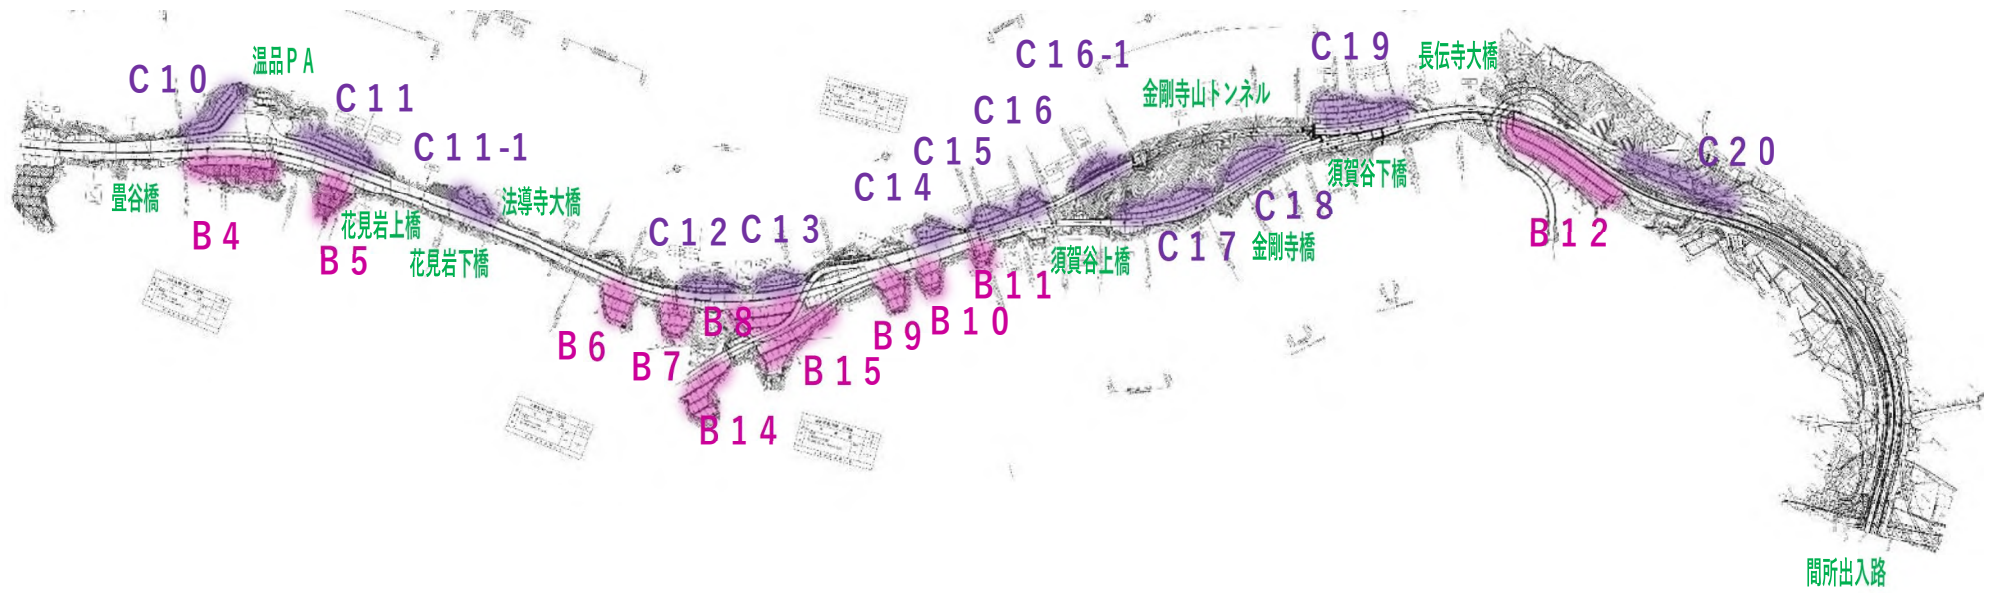 温品ＰＡ
Ｃ１０
Ｃ１１
Ｃ１１-１
畳谷橋
Ｂ４
Ｂ５
花見岩上橋
花見岩下橋
法導寺大橋
Ｃ１２
Ｃ１３
Ｂ６
Ｂ７
Ｂ８
Ｂ１４
Ｂ１５
Ｃ１４
Ｃ１５
Ｃ１６
Ｃ１６-１
Ｂ９
Ｂ１０
Ｂ１１
須賀谷上橋
金剛寺山トンネル
Ｃ１７
Ｃ１８
金剛寺橋
Ｃ１９
須賀谷下橋
長伝寺大橋
Ｂ１２
Ｃ２０
間所出入路